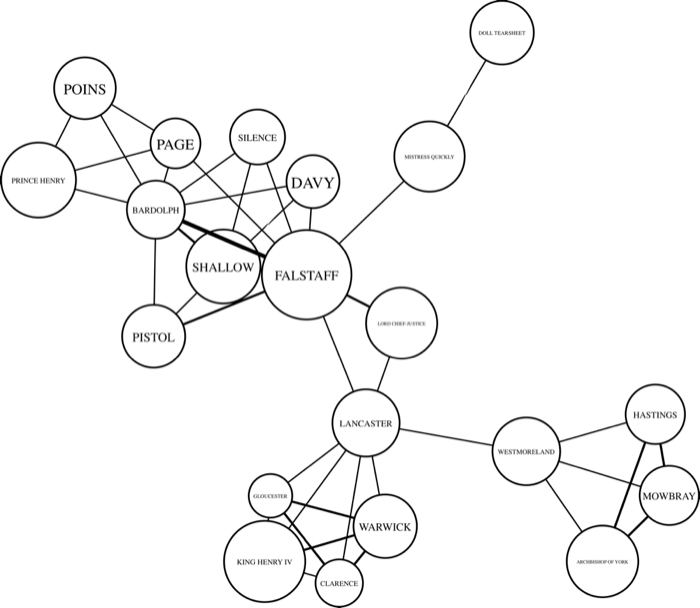 DOLL TEARSHEET
POINS
SILENCE
PAGE
MISTRESS QUICKLY
PRINCE HENRY
DAVY
BARDOLPH
SHALLOW
FALSTAFF
LORD CHIEF-JUSTICE
PISTOL
HASTINGS
LANCASTER
WESTMORELAND
GLOUCESTER
MOWBRAY
WARWICK
KING HENRY IV
ARCHBISHOP OF YORK
CLARENCE